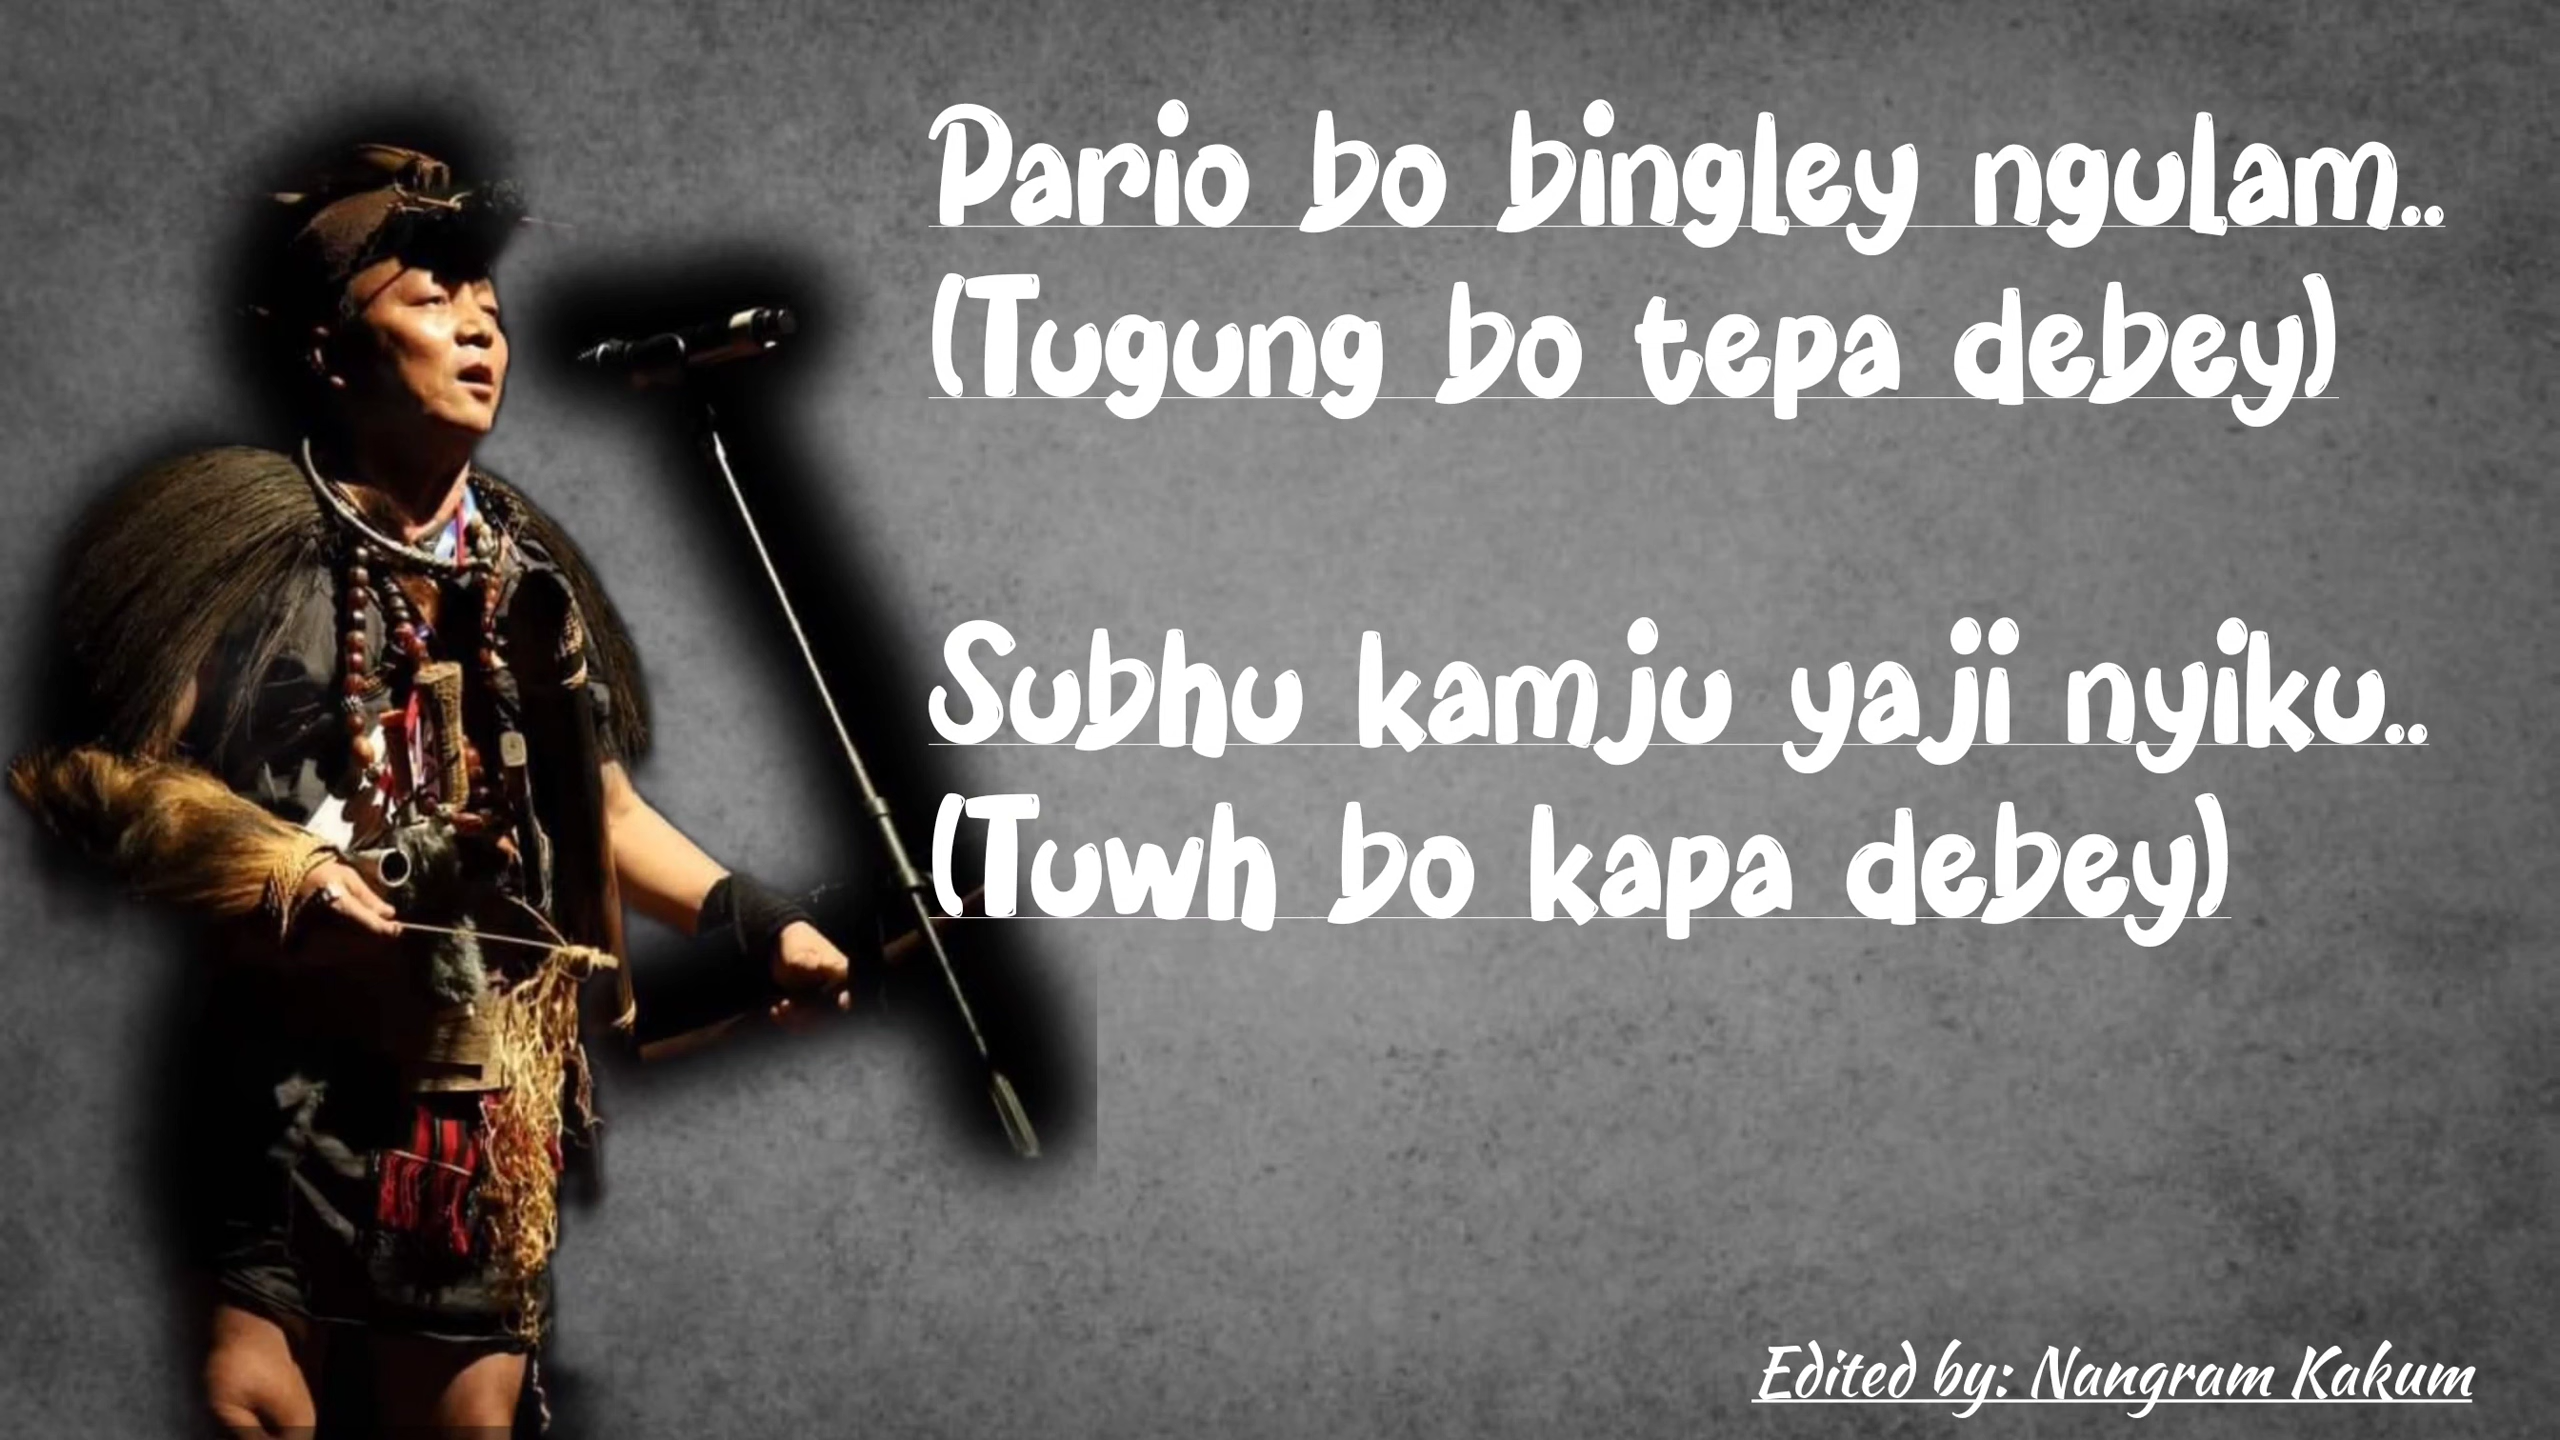 Pario bo bingley ngulam..
(Tugung bo tepa debey)
Subhu kamju yaji nyiku..
(Tuwh bo kapa debey)
Edited by: Nangram Kakum